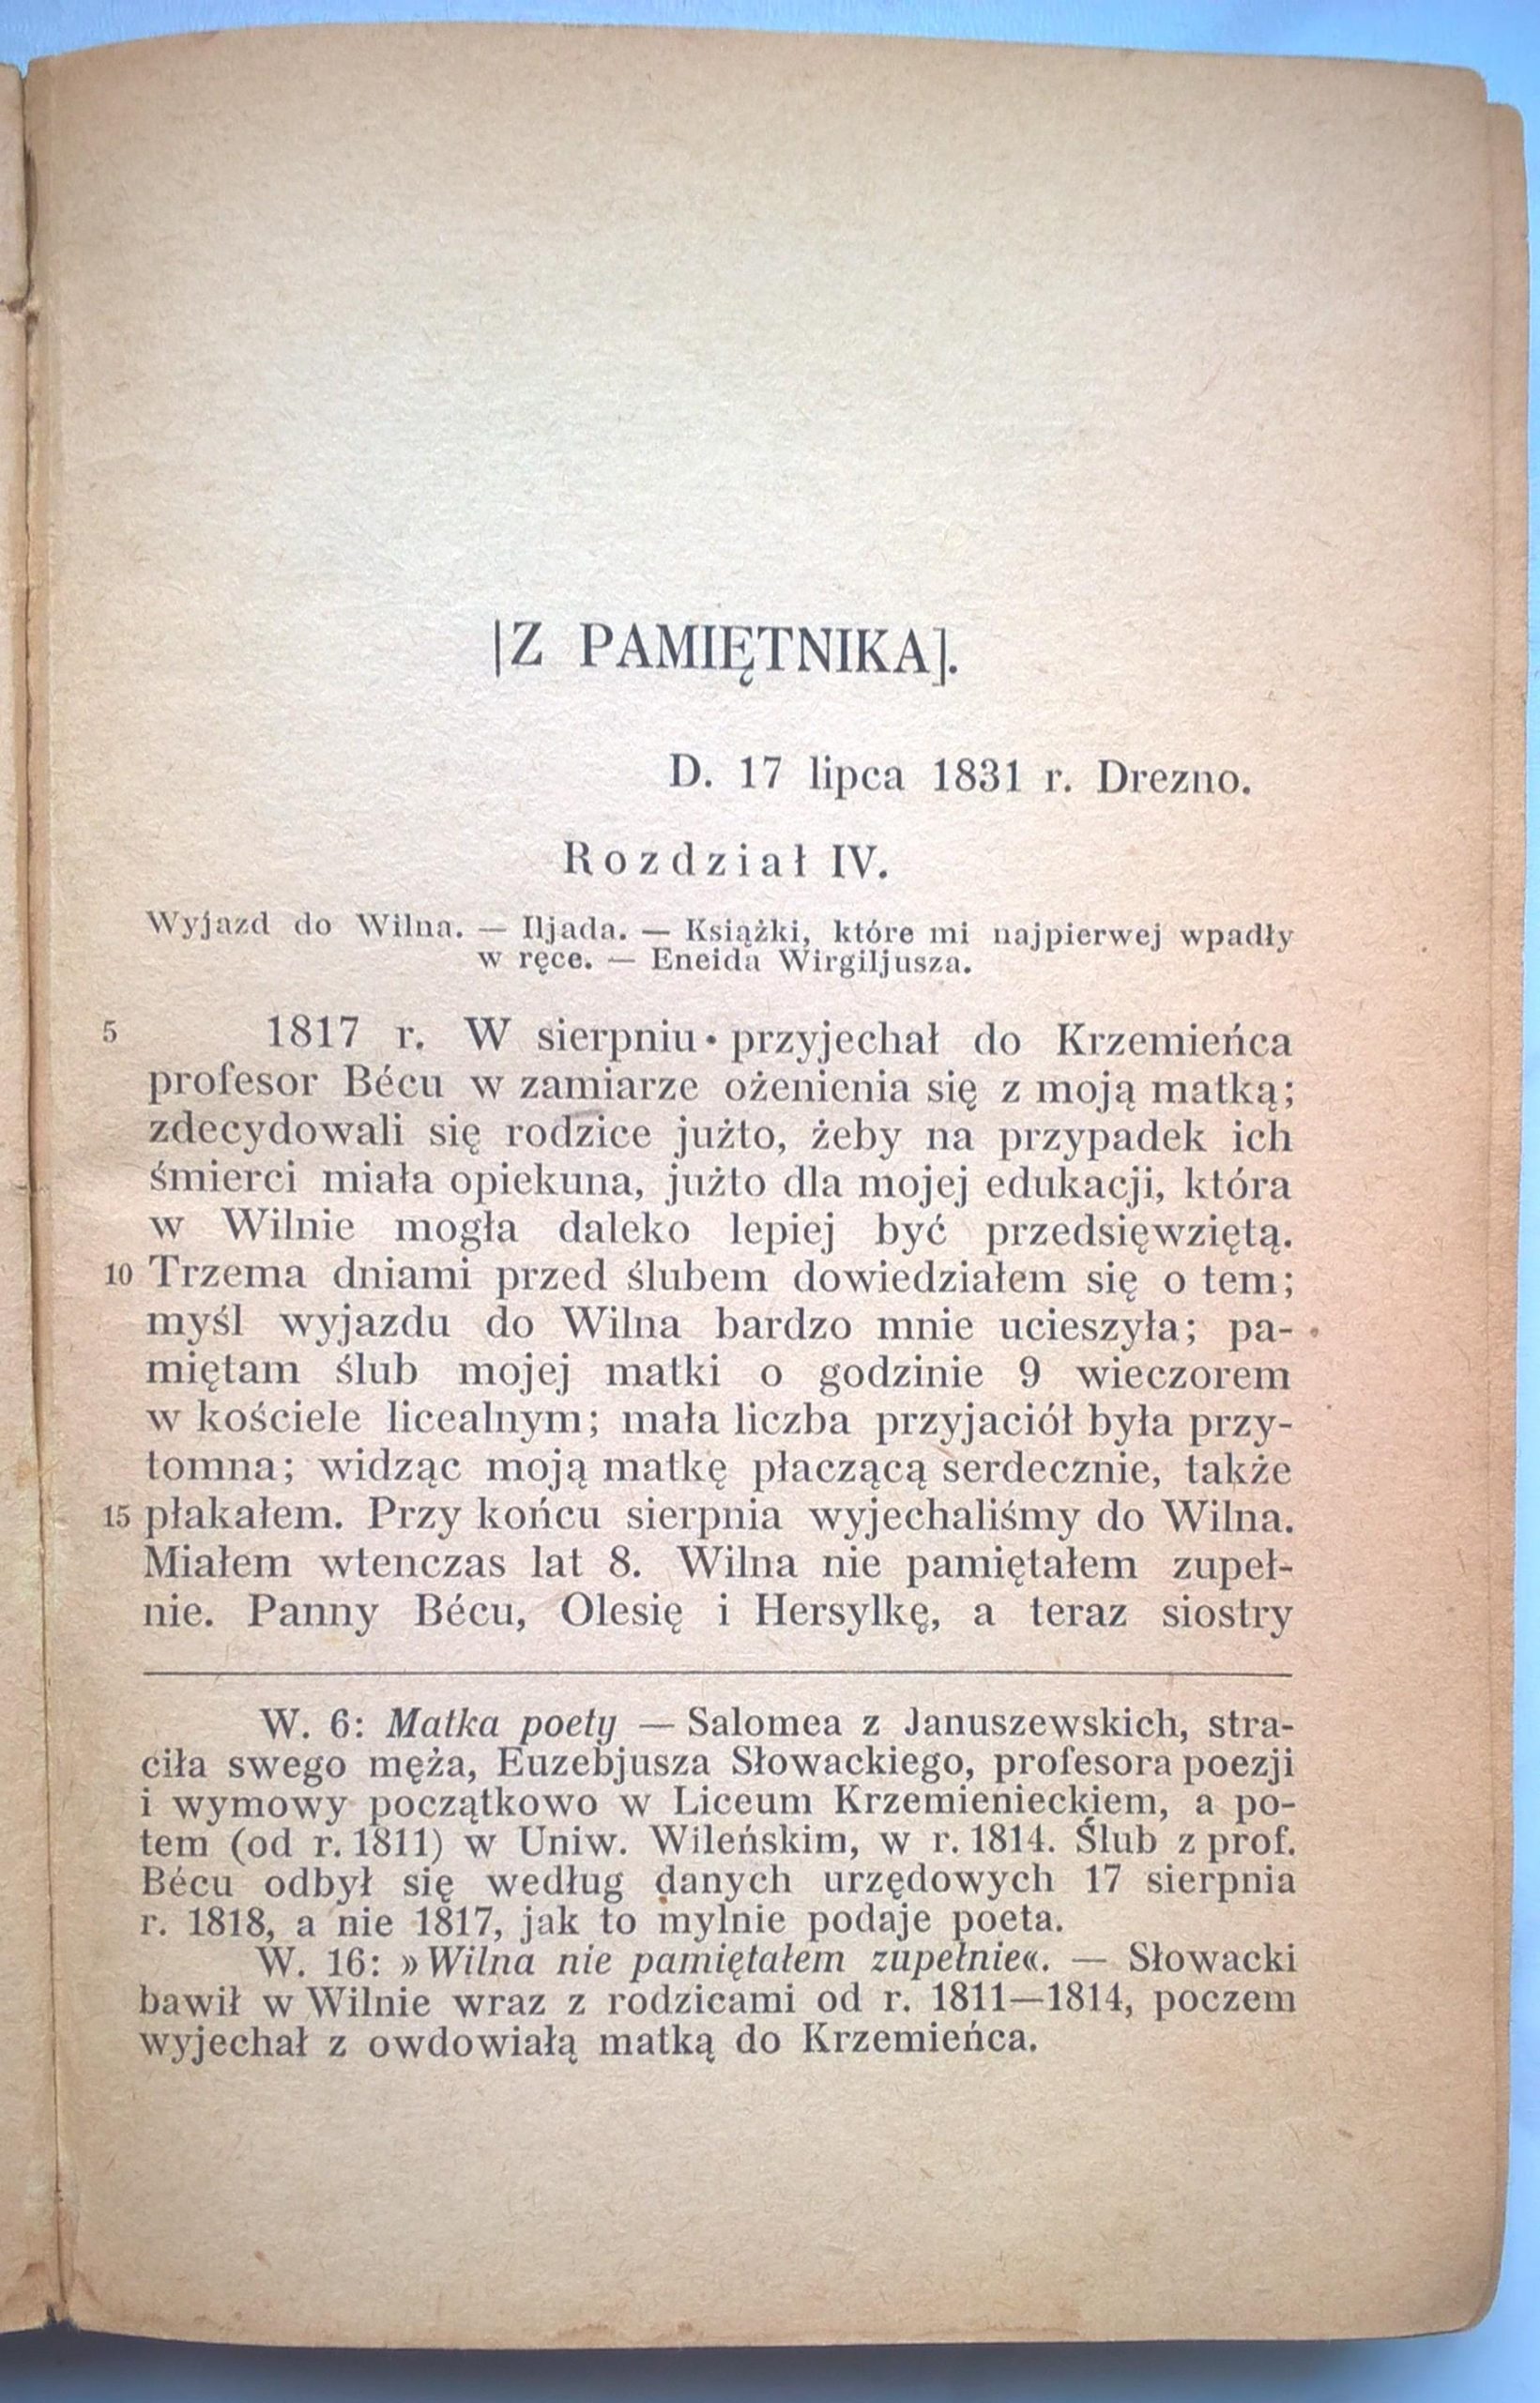 [Z PAMIĘTNIKA].
D. 17 lipca 1831 r. Drezno.
Rozdział IV.
Wyjazd do Wilna. — Iljada. — Książki, które mi najpierwej wpadły
w ręce. — Eneida Wirgiljusza.
5 1817 r. W sierpniu przyjechał do Krzemieńca
profesor Bécu w zamiarze ożenienia się z moją matką;
zdecydowali się rodzice jużto, żeby na przypadek ich
śmierci miała opiekuna, jużto dla mojej edukacji, która
w Wilnie mogła daleko lepiej być przedsięwziętą.
10 Trzema dniami przed ślubem dowiedziałem się o tem;
myśl wyjazdu do Wilna bardzo mnie ucieszyła; pa-
miętam ślub mojej matki o godzinie 9 wieczorem
w kościele licealnym; mała liczba przyjaciół była przy-
tomna; widząc moją matkę płaczącą serdecznie, także
15 płakałem. Przy końcu sierpnia wyjechaliśmy do Wilna.
Miałem wtenczas lat 8. Wilna nie pamiętałem zupeł-
nie. Panny Bécu, Olesię i Hersylkę, a teraz siostry
W. 6: Matka poety — Salomea z Januszewskich, stra-
ciła swego męża, Euzebjusza Słowackiego, profesora poezji
i wymowy początkowo w Liceum Krzemienieckiem, a po-
tem (od r. 1811) w Uniw. Wileńskim, w r. 1814. Ślub z prof.
Bécu odbył się według danych urzędowych 17 sierpnia
r. 1818, a nie 1817, jak to mylnie podaje poeta.
W. 16: »Wilna nie pamiętałem zupełnie«. — Słowacki
bawił w Wilnie wraz z rodzicami od r. 1811—1814, poczem
wyjechał z owdowiałą matką do Krzemieńca.